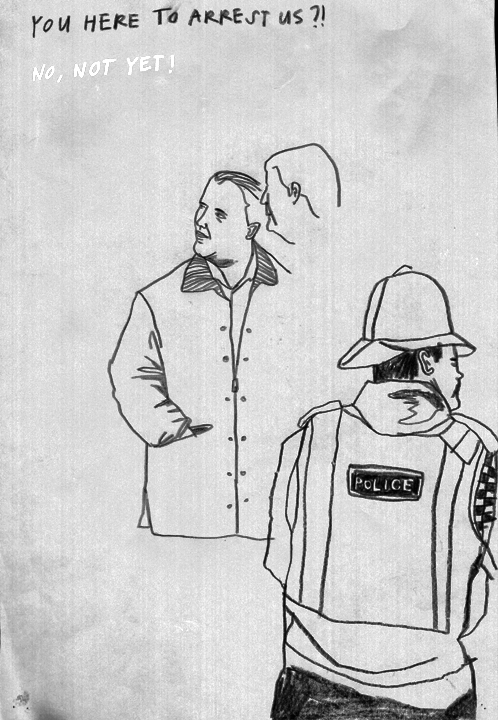 YOU HERE TO ARREST US?!
NO, NOT YET!
POLICE